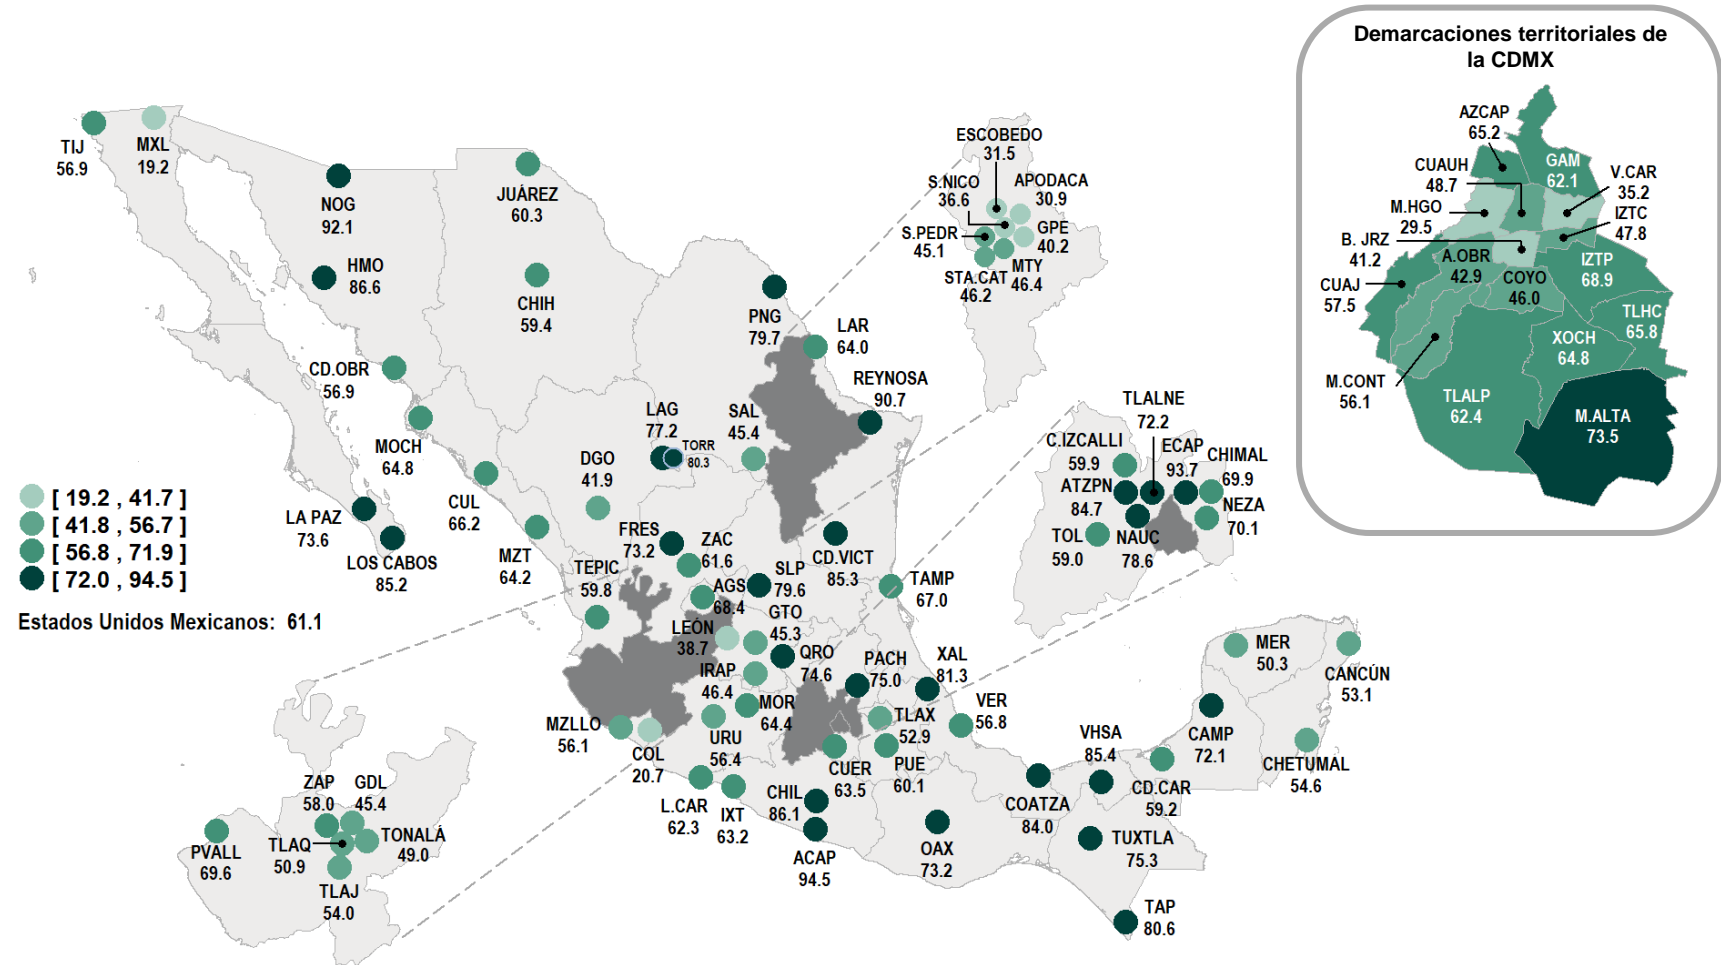 Demarcaciones territoriales de
la CDMX
AZCAP
65.2
CUAUH
48.7
GAM
62.1
V.CAR
35.2
M.HGO
29.5
IZTC
47.8
B. JRZ
41.2
A.OBR
42.9
IZTP
68.9
CUAJ
57.5
COYO
46.0
TLHC
65.8
XOCH
64.8
M.CONT
56.1
TLALP
62.4
M.ALTA
73.5
TIJ
56.9
MXL
19.2
NOG
92.1
JUÁREZ
60.3
HMO
86.6
CHIH
59.4
ESCOBEDO
31.5
S.NICO
36.6
APODACA
30.9
S.PEDR
45.1
GPE
40.2
STA.CAT
46.2
MTY
46.4
PNG
79.7
LAR
64.0
REYNOSA
90.7
CD.OBR
56.9
MOCH
64.8
LAG
77.2
TORR
80.3
SAL
45.4
DGO
41.9
CUL
66.2
LA PAZ
73.6
LOS CABOS
85.2
MZT
64.2
FRES
73.2
ZAC
61.6
CD.VICT
85.3
TEPIC
59.8
AGS
68.4
SLP
79.6
TAMP
67.0
LEÓN
38.7
GTO
45.3
IRAP
46.4
QRO
74.6
PACH
75.0
XAL
81.3
VER
56.8
MZLLO
56.1
COL
20.7
URU
56.4
MOR
64.4
TLAX
52.9
CUER
63.5
PUE
60.1
L.CAR
62.3
IXT
63.2
CHIL
86.1
ACAP
94.5
OAX
73.2
COATZA
84.0
VHSA
85.4
CD.CAR
59.2
TUXTLA
75.3
TAP
80.6
CAMP
72.1
MER
50.3
CANCÚN
53.1
CHETUMAL
54.6
TLALNE
72.2
C.IZCALLI
59.9
ECAP
93.7
CHIMAL
69.9
ATZPN
84.7
NEZA
70.1
TOL
59.0
NAUC
78.6
[ 19.2 , 41.7 ]
[ 41.8 , 56.7 ]
[ 56.8 , 71.9 ]
[ 72.0 , 94.5 ]
Estados Unidos Mexicanos: 61.1
ZAP
58.0
GDL
45.4
TLAQ
50.9
TONALÁ
49.0
PVALL
69.6
TLAJ
54.0